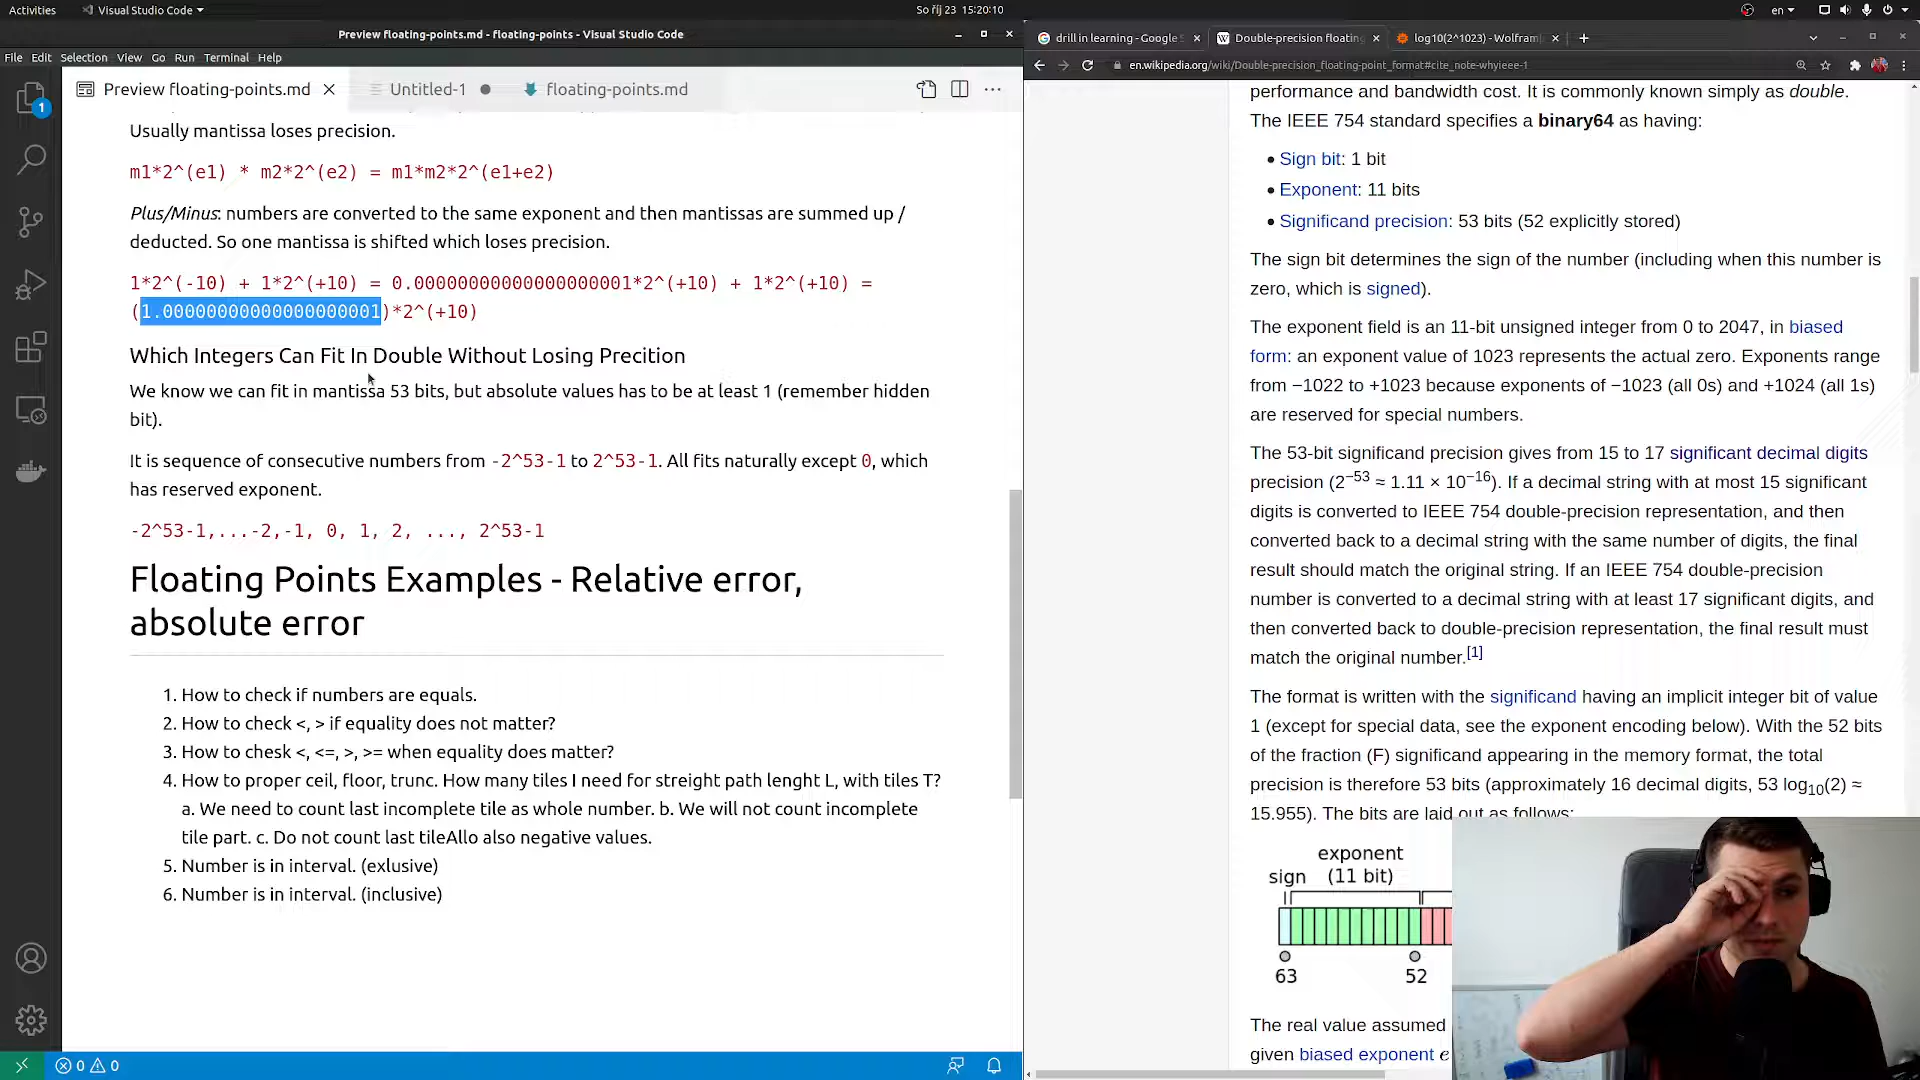 Activities
Visual Studio Code
So říj 23 15:20:10
en
Preview floating-points.md - floating-points - Visual Studio Code
File Edit Selection View Go Run Terminal Help
Preview floating-points.md
Untitled-1
floating-points.md
1
Usually mantissa loses precision.
m1*2^(e1) * m2*2^(e2) = m1*m2*2^(e1+e2)
Plus/Minus: numbers are converted to the same exponent and then mantissas are summed up /
deducted. So one mantissa is shifted which loses precision.
1*2^(-10) + 1*2^(+10) = 0.00000000000000000001*2^(+10) + 1*2^(+10) =
(1.00000000000000000001)*2^(+10)
Which Integers Can Fit In Double Without Losing Precition
We know we can fit in mantissa 53 bits, but absolute values has to be at least 1 (remember hidden
bit).
It is sequence of consecutive numbers from -2^53-1 to 2^53-1. All fits naturally except 0, which
has reserved exponent.
-2^53-1,...-2,-1, 0, 1, 2, ..., 2^53-1
Floating Points Examples - Relative error,
absolute error
1. How to check if numbers are equals.
2. How to check <, > if equality does not matter?
3. How to chesk <, <=, >, >= when equality does matter?
4. How to proper ceil, floor, trunc. How many tiles I need for streight path lenght L, with tiles T?
a. We need to count last incomplete tile as whole number. b. We will not count incomplete
tile part. c. Do not count last tileAllo also negative values.
5. Number is in interval. (exlusive)
6. Number is in interval. (inclusive)
0 0
drill in learning - Google S
Double-precision floating
log10(2^1023) - Wolfram
en.wikipedia.org/wiki/Double-precision_floating-point_format#cite_note-whyieee-1
performance and bandwidth cost. It is commonly known simply as double.
The IEEE 754 standard specifies a binary64 as having:
• Sign bit: 1 bit
• Exponent: 11 bits
• Significand precision: 53 bits (52 explicitly stored)
The sign bit determines the sign of the number (including when this number is
zero, which is signed).
The exponent field is an 11-bit unsigned integer from 0 to 2047, in biased
form: an exponent value of 1023 represents the actual zero. Exponents range
from −1022 to +1023 because exponents of −1023 (all 0s) and +1024 (all 1s)
are reserved for special numbers.
The 53-bit significand precision gives from 15 to 17 significant decimal digits
precision (2−53 ≈ 1.11 × 10−16). If a decimal string with at most 15 significant
digits is converted to IEEE 754 double-precision representation, and then
converted back to a decimal string with the same number of digits, the final
result should match the original string. If an IEEE 754 double-precision
number is converted to a decimal string with at least 17 significant digits, and
then converted back to double-precision representation, the final result must
match the original number.[1]
The format is written with the significand having an implicit integer bit of value
1 (except for special data, see the exponent encoding below). With the 52 bits
of the fraction (F) significand appearing in the memory format, the total
precision is therefore 53 bits (approximately 16 decimal digits, 53 log10(2) ≈
15.955). The bits are laid out as follows:
exponent
sign (11 bit)
63 52
The real value assumed
given biased exponent e